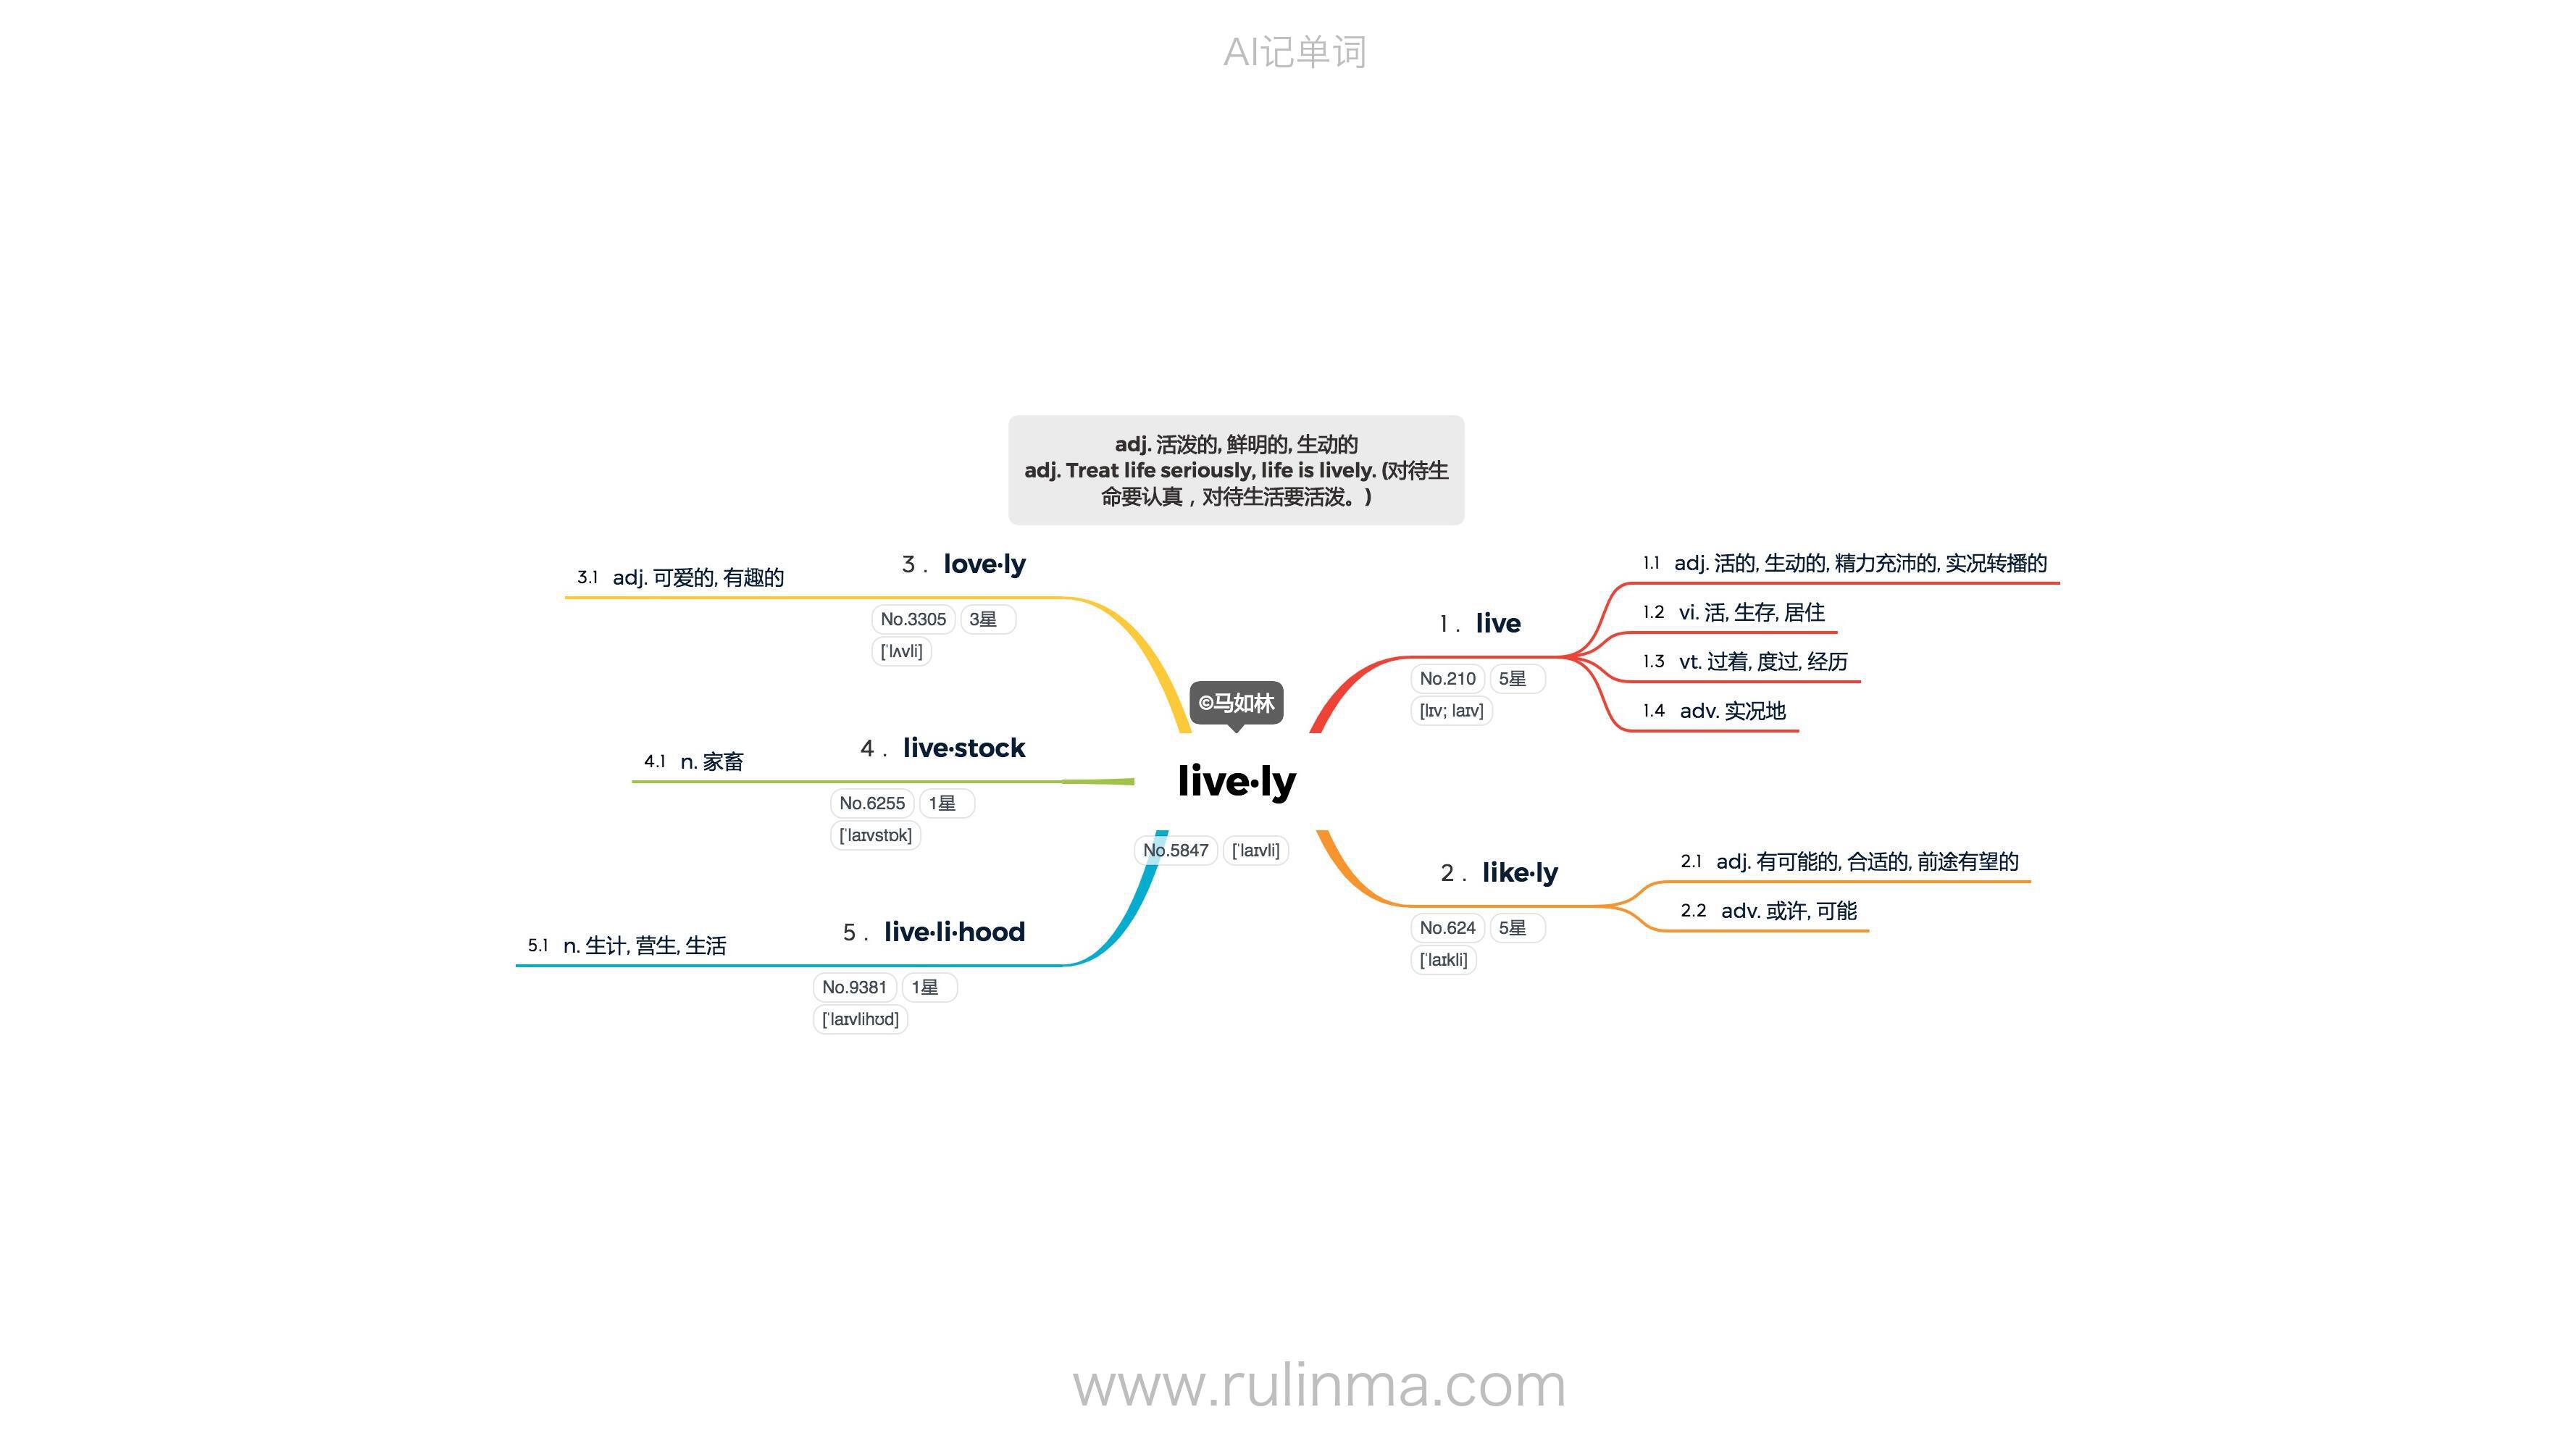 AI记单词
adj. 活泼的, 鲜明的, 生动的
adj. Treat life seriously, life is lively. (对待生
命要认真，对待生活要活泼。)
©马如林
live·ly
No.5847 ['laɪvli]
1. live
No.210 5星
[lɪv; laɪv]
1.1 adj. 活的, 生动的, 精力充沛的, 实况转播的
1.2 vi. 活, 生存, 居住
1.3 vt. 过着, 度过, 经历
1.4 adv. 实况地
2. like·ly
No.624 5星
['laɪkli]
2.1 adj. 有可能的, 合适的, 前途有望的
2.2 adv. 或许, 可能
3. love·ly
No.3305 3星
['lʌvli]
3.1 adj. 可爱的, 有趣的
4. live·stock
No.6255 1星
['laɪvstɒk]
4.1 n. 家畜
5. live·li·hood
No.9381 1星
['laɪvlihʊd]
5.1 n. 生计, 营生, 生活
www.rulinma.com